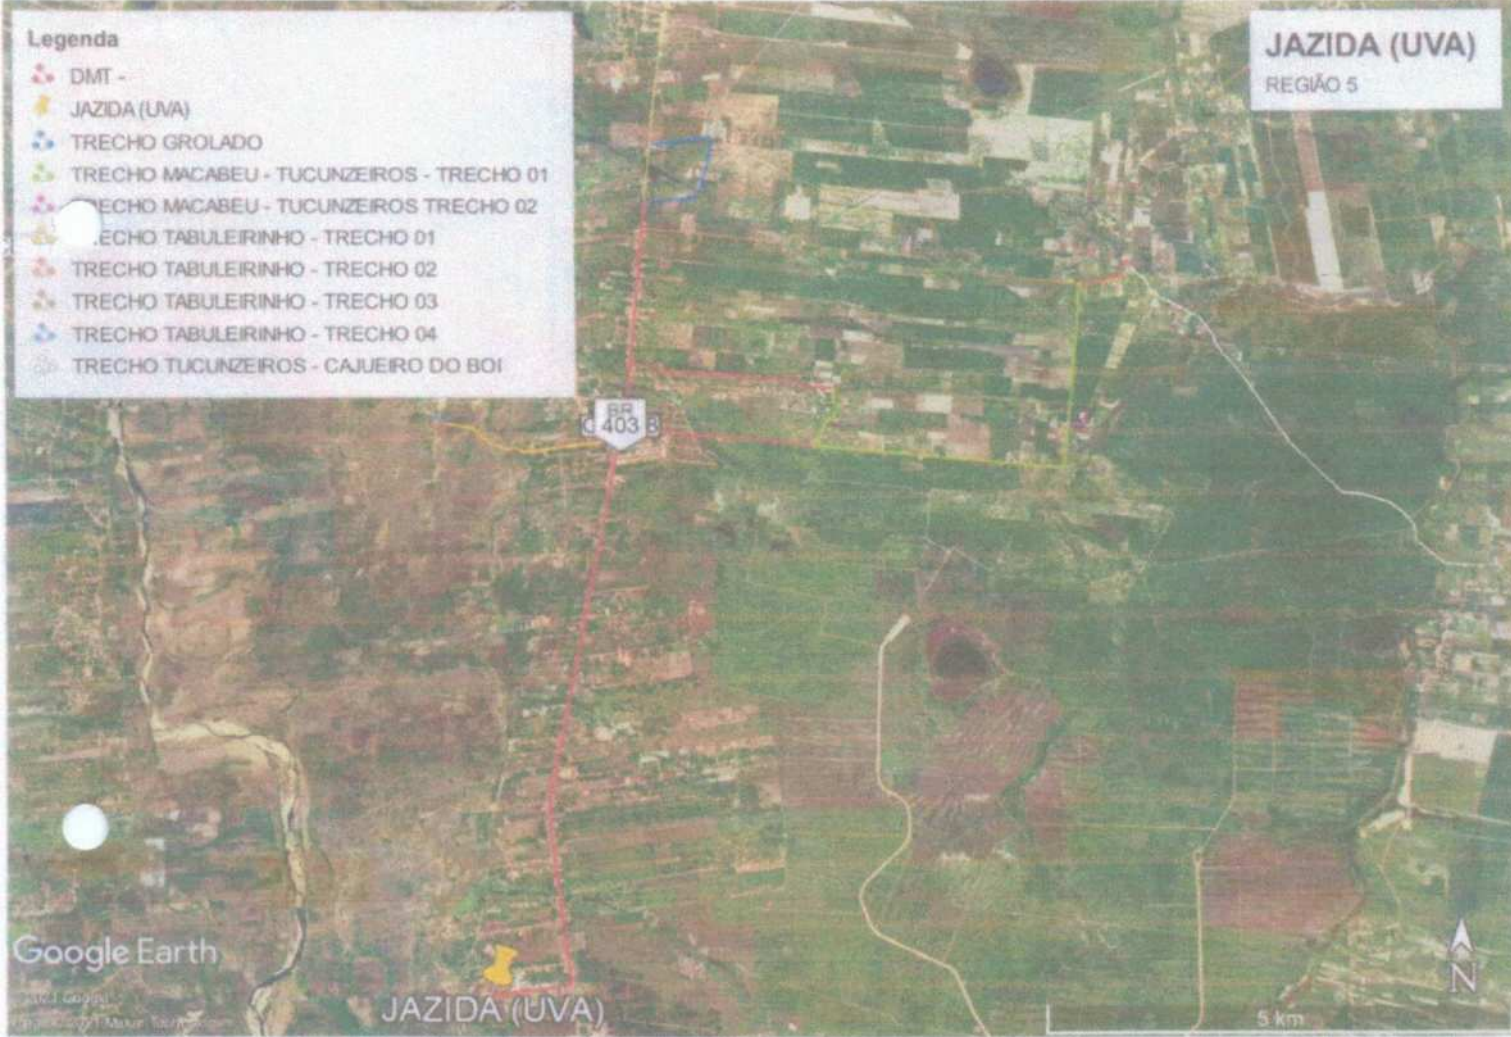 Legenda
DMT -
JAZIDA (UVA)
TRECHO GROLADO
TRECHO MACABEU - TUCUNZEIROS - TRECHO 01
RECHO MACABEU - TUCUNZEIROS TRECHO 02
ECHO TABULEIRINHO - TRECHO 01
TRECHO TABULEIRINHO - TRECHO 02
TRECHO TABULEIRINHO - TRECHO 03
TRECHO TABULEIRINHO - TRECHO 04
TRECHO TUCUNZEIROS - CAJUEIRO DO BOI
JAZIDA (UVA)
REGIÃO 5
BR
403
Google Earth
JAZIDA (UVA)
N
5 km